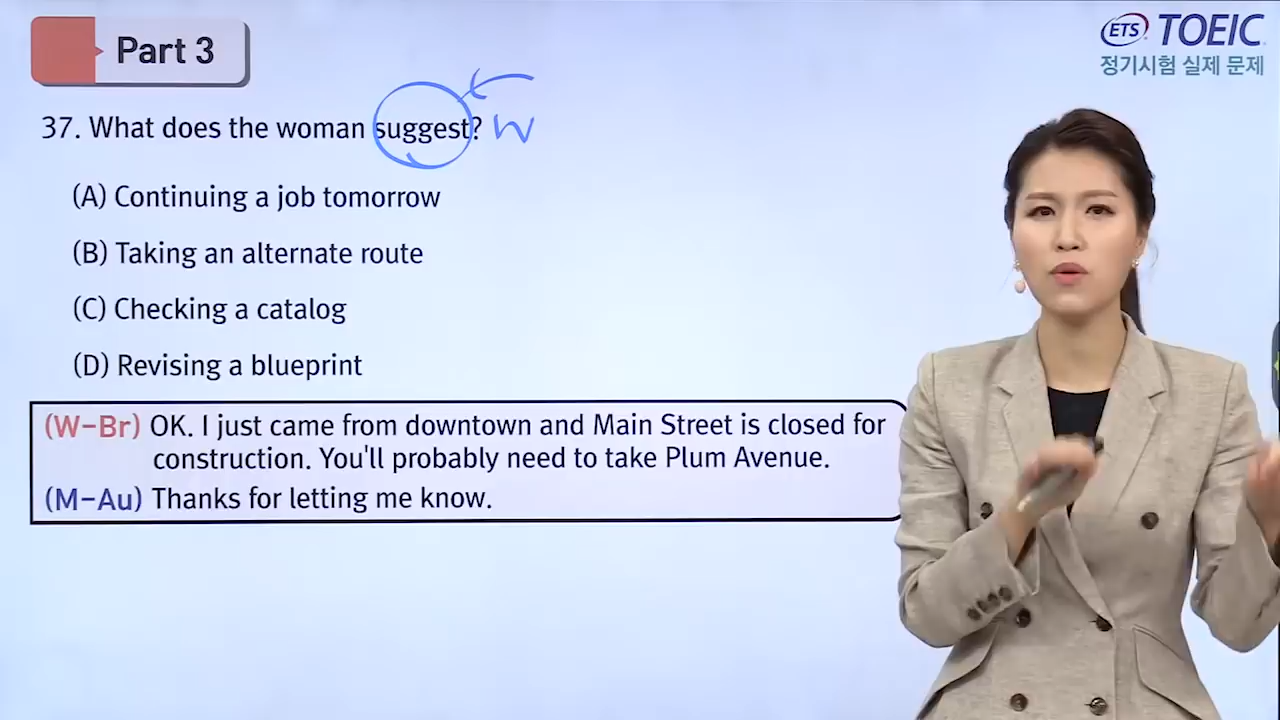 Part 3
ETS TOEIC
정기시험 실제 문제
37. What does the woman suggest? W
(A) Continuing a job tomorrow
(B) Taking an alternate route
(C) Checking a catalog
(D) Revising a blueprint
(W-Br) OK. I just came from downtown and Main Street is closed for
construction. You'll probably need to take Plum Avenue.
(M-Au) Thanks for letting me know.